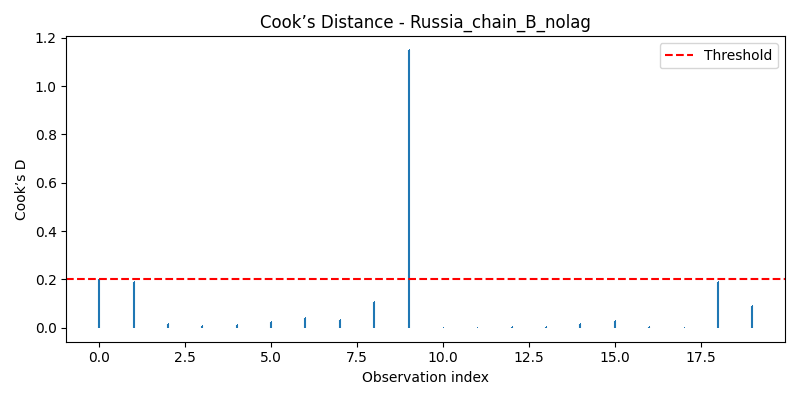 Cook’s Distance - Russia_chain_B_nolag
Threshold
Cook’s D
1.2
1.0
0.8
0.6
0.4
0.2
0.0
0.0 2.5 5.0 7.5 10.0 12.5 15.0 17.5
Observation index